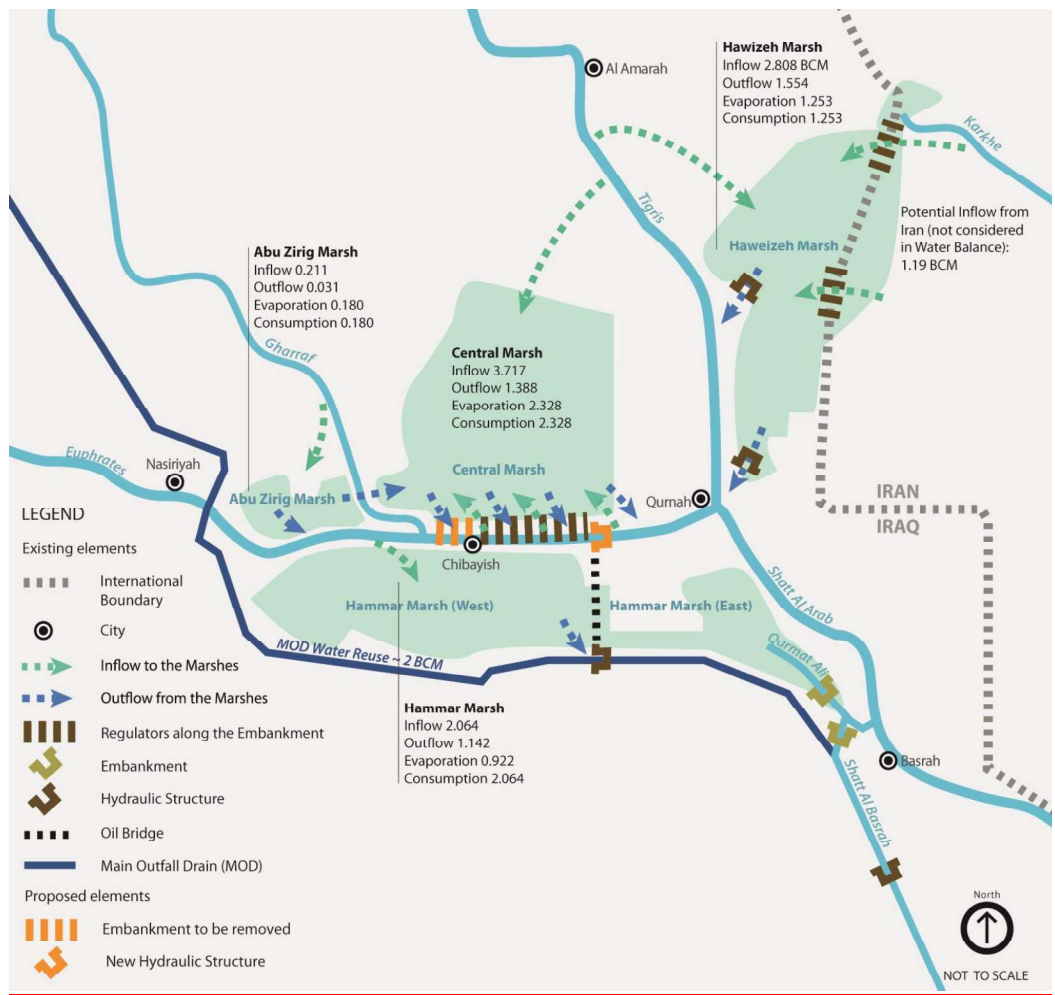 Hawizeh Marsh
Inflow 2.808 BCM
Outflow 1.554
Evaporation 1.253
Consumption 1.253
Al Amarah
Karkhe
Tigris
Potential Inflow from
Iran (not considered
in Water Balance):
1.19 BCM
Haweizeh Marsh
Abu Zirig Marsh
Inflow 0.211
Outflow 0.031
Evaporation 0.180
Consumption 0.180
Gharraf
Central Marsh
Inflow 3.717
Outflow 1.388
Evaporation 2.328
Consumption 2.328
Euphrates
Nasiriyah
Central Marsh
Abu Zirig Marsh
Qurnah
IRAN
IRAQ
Chibayish
Hammar Marsh (West)
Hammar Marsh (East)
Shatt Al Arab
Qurmat Ali
MOD Water Reuse ~ 2 BCM
Hammar Marsh
Inflow 2.064
Outflow 1.142
Evaporation 0.922
Consumption 2.064
Basrah
Shatt Al Basrah
LEGEND
Existing elements
International
Boundary
City
Inflow to the Marshes
Outflow from the Marshes
Regulators along the Embankment
Embankment
Hydraulic Structure
Oil Bridge
Main Outfall Drain (MOD)
Proposed elements
Embankment to be removed
New Hydraulic Structure
North
NOT TO SCALE